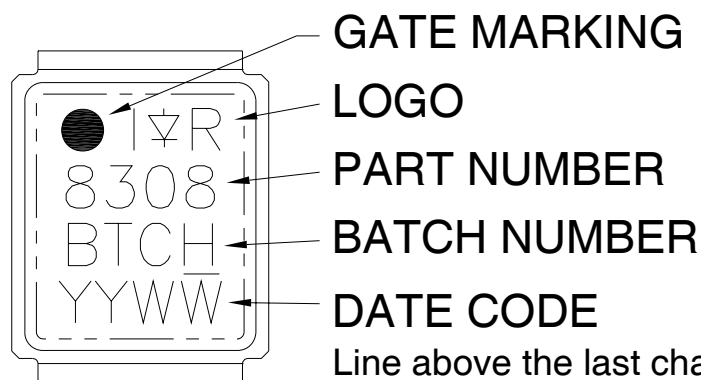 GATE MARKING
I R LOGO
8308 PART NUMBER
BTCH BATCH NUMBER
YYWW DATE CODE
Line above the last cha